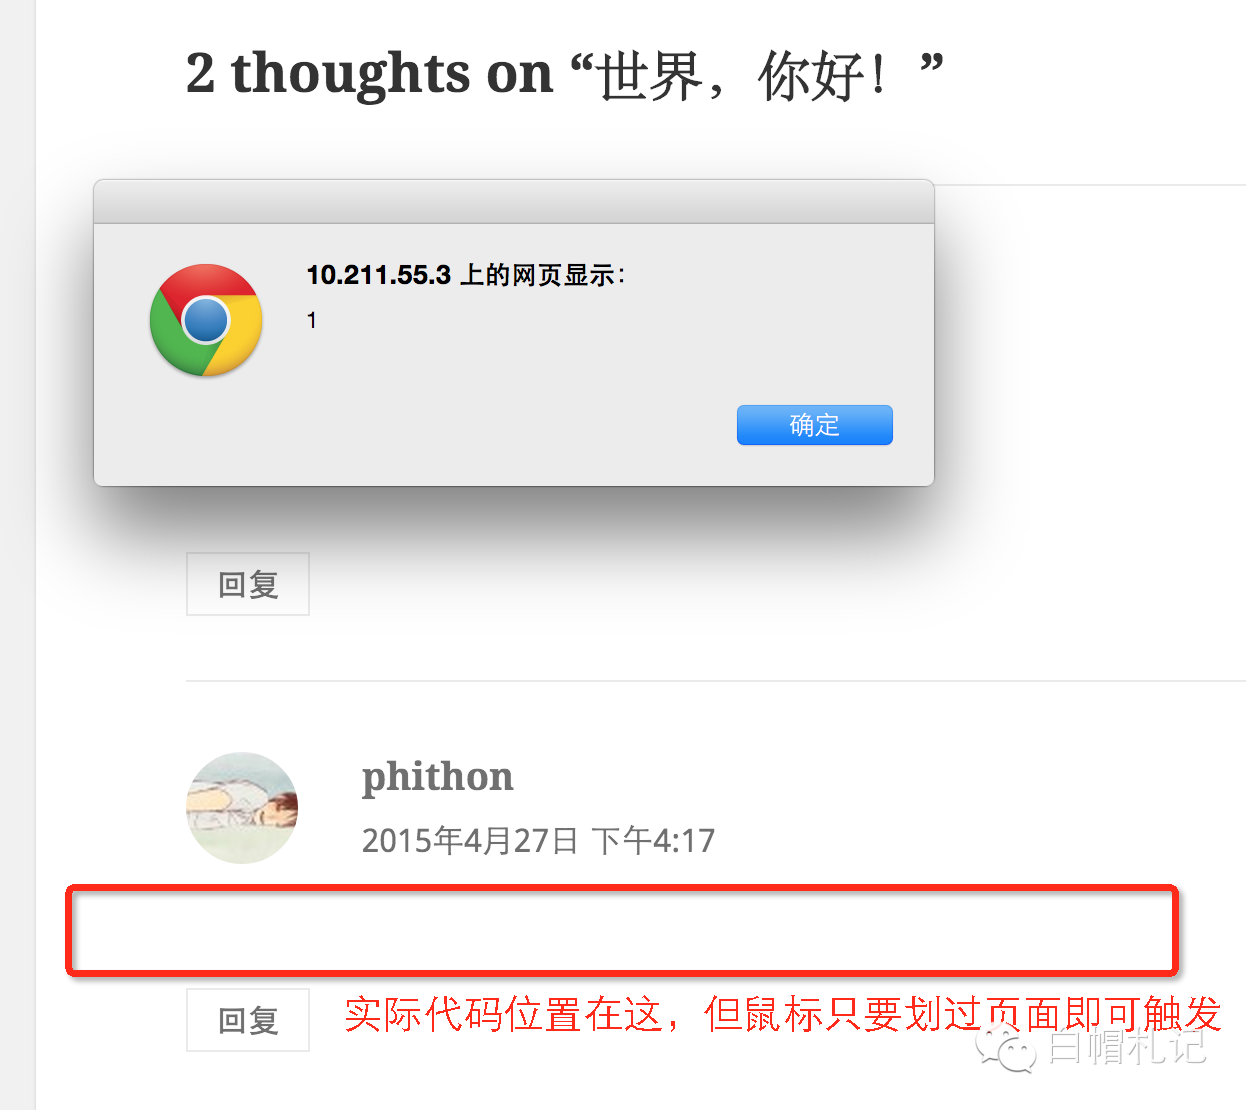 2 thoughts on “世界，你好！”
10.211.55.3 上的网页显示：
1
确定
回复
phithon
2015年4月27日 下午4:17
回复
实际代码位置在这，但鼠标只要划过页面即可触发
白帽札记